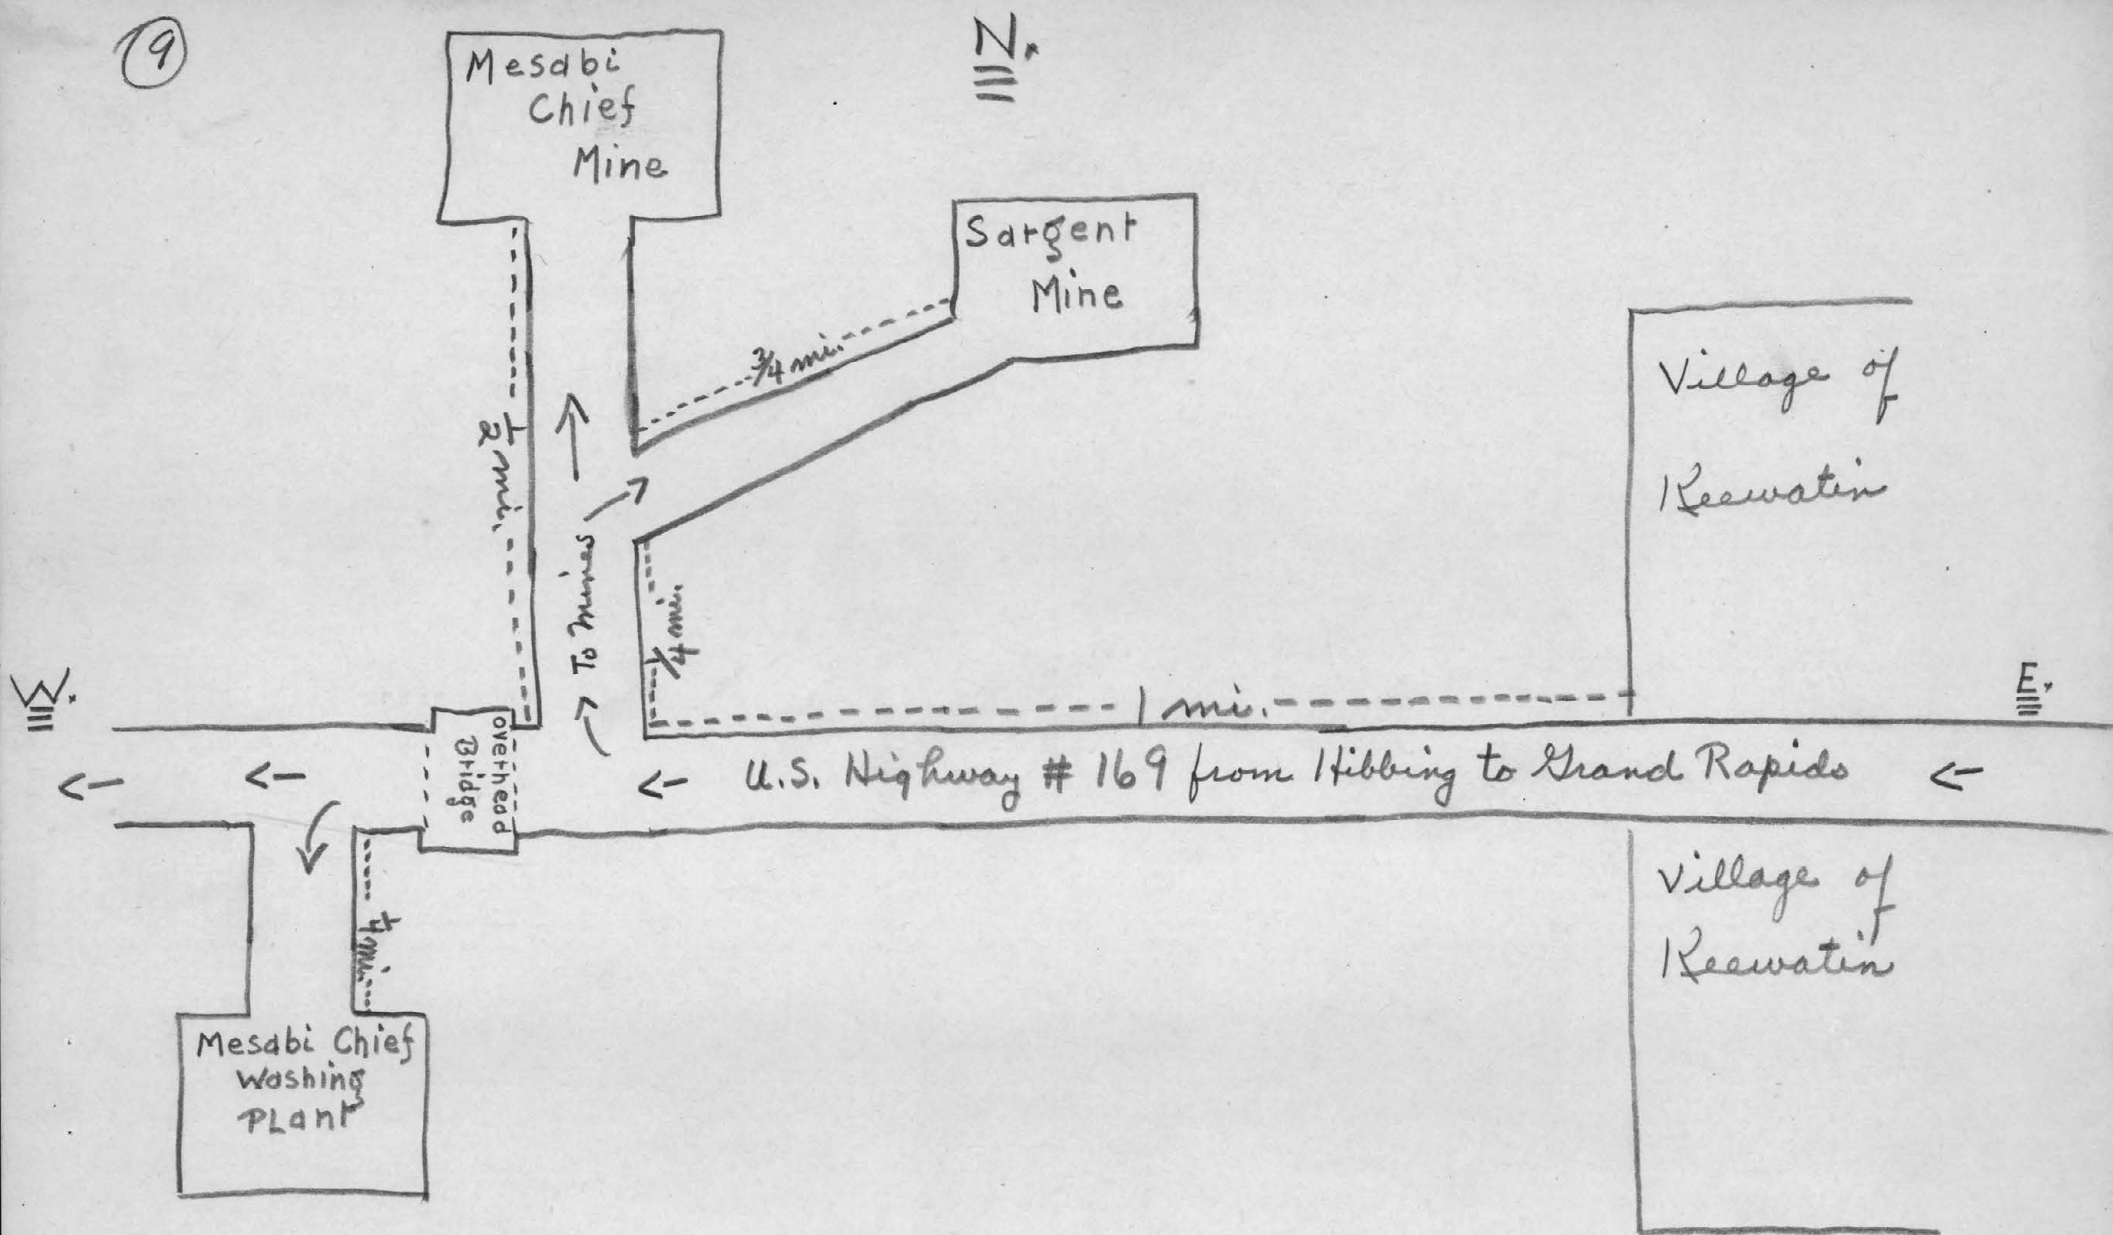 9
N.
Mesabi
Chief
Mine
Sargent
Mine
3/4 mi.
1/2 mi.
To Mines
1/4 mi.
Village of
Keewatin
W.
E.
1 mi.
overhead
Bridge
U.S. Highway # 169 from Hibbing to Grand Rapids
1/4 mi.
Village of
Keewatin
Mesabi Chief
Washing
PLant